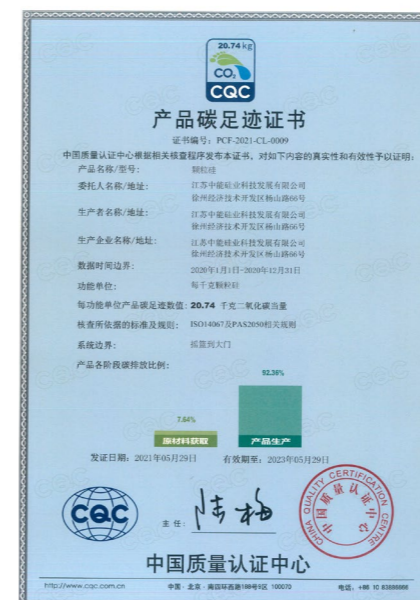 20.74 kg
CO₂
CQC
产品碳足迹证书
证书编号：PCF-2021-CL-0009
中国质量认证中心根据相关核查程序发布本证书，对如下内容的真实性和有效性予以证明：
产品名称/型号： 颗粒硅
委托人名称/地址： 江苏中能硅业科技发展有限公司
徐州经济技术开发区杨山路66号
生产者名称/地址： 江苏中能硅业科技发展有限公司
徐州经济技术开发区杨山路66号
生产企业名称/地址： 江苏中能硅业科技发展有限公司
徐州经济技术开发区杨山路66号
数据时间边界： 2020年1月1日-2020年12月31日
功能单位： 每千克颗粒硅
每功能单位产品碳足迹数值：20.74 千克二氧化碳当量
核查所依据的标准及规则： ISO14067及PAS2050相关规则
系统边界： 摇篮到大门
产品各阶段碳排放比例：
92.36%
7.64%
原材料获取
产品生产
发证日期：2021年05月29日 有效期至：2023年05月29日
CQC
主任：
陆梅
CHINA QUALITY CERTIFICATION CENTRE
中国质量认证中心
中国质量认证中心
http://www.cqc.com.cn
中国·北京·南四环西路188号9区 100070
电话：+86 10 83886666